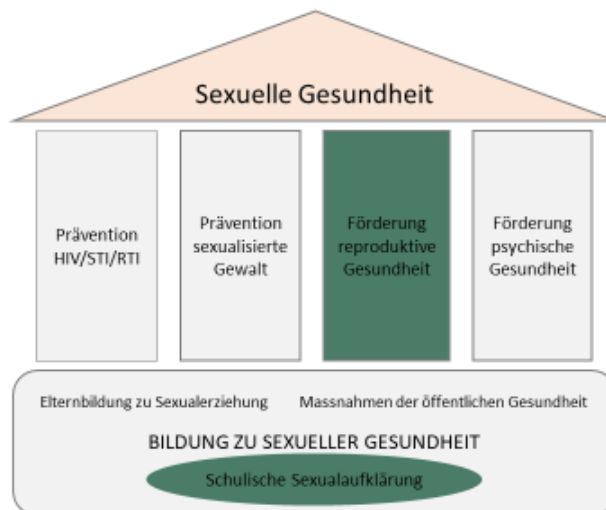 Sexuelle Gesundheit
Prävention
HIV/STI/RTI
Prävention
sexualisierte
Gewalt
Förderung
reproduktive
Gesundheit
Förderung
psychische
Gesundheit
Elternbildung zu Sexualerziehung
Massnahmen der öffentlichen Gesundheit
BILDUNG ZU SEXUELLER GESUNDHEIT
Schulische Sexualaufklärung